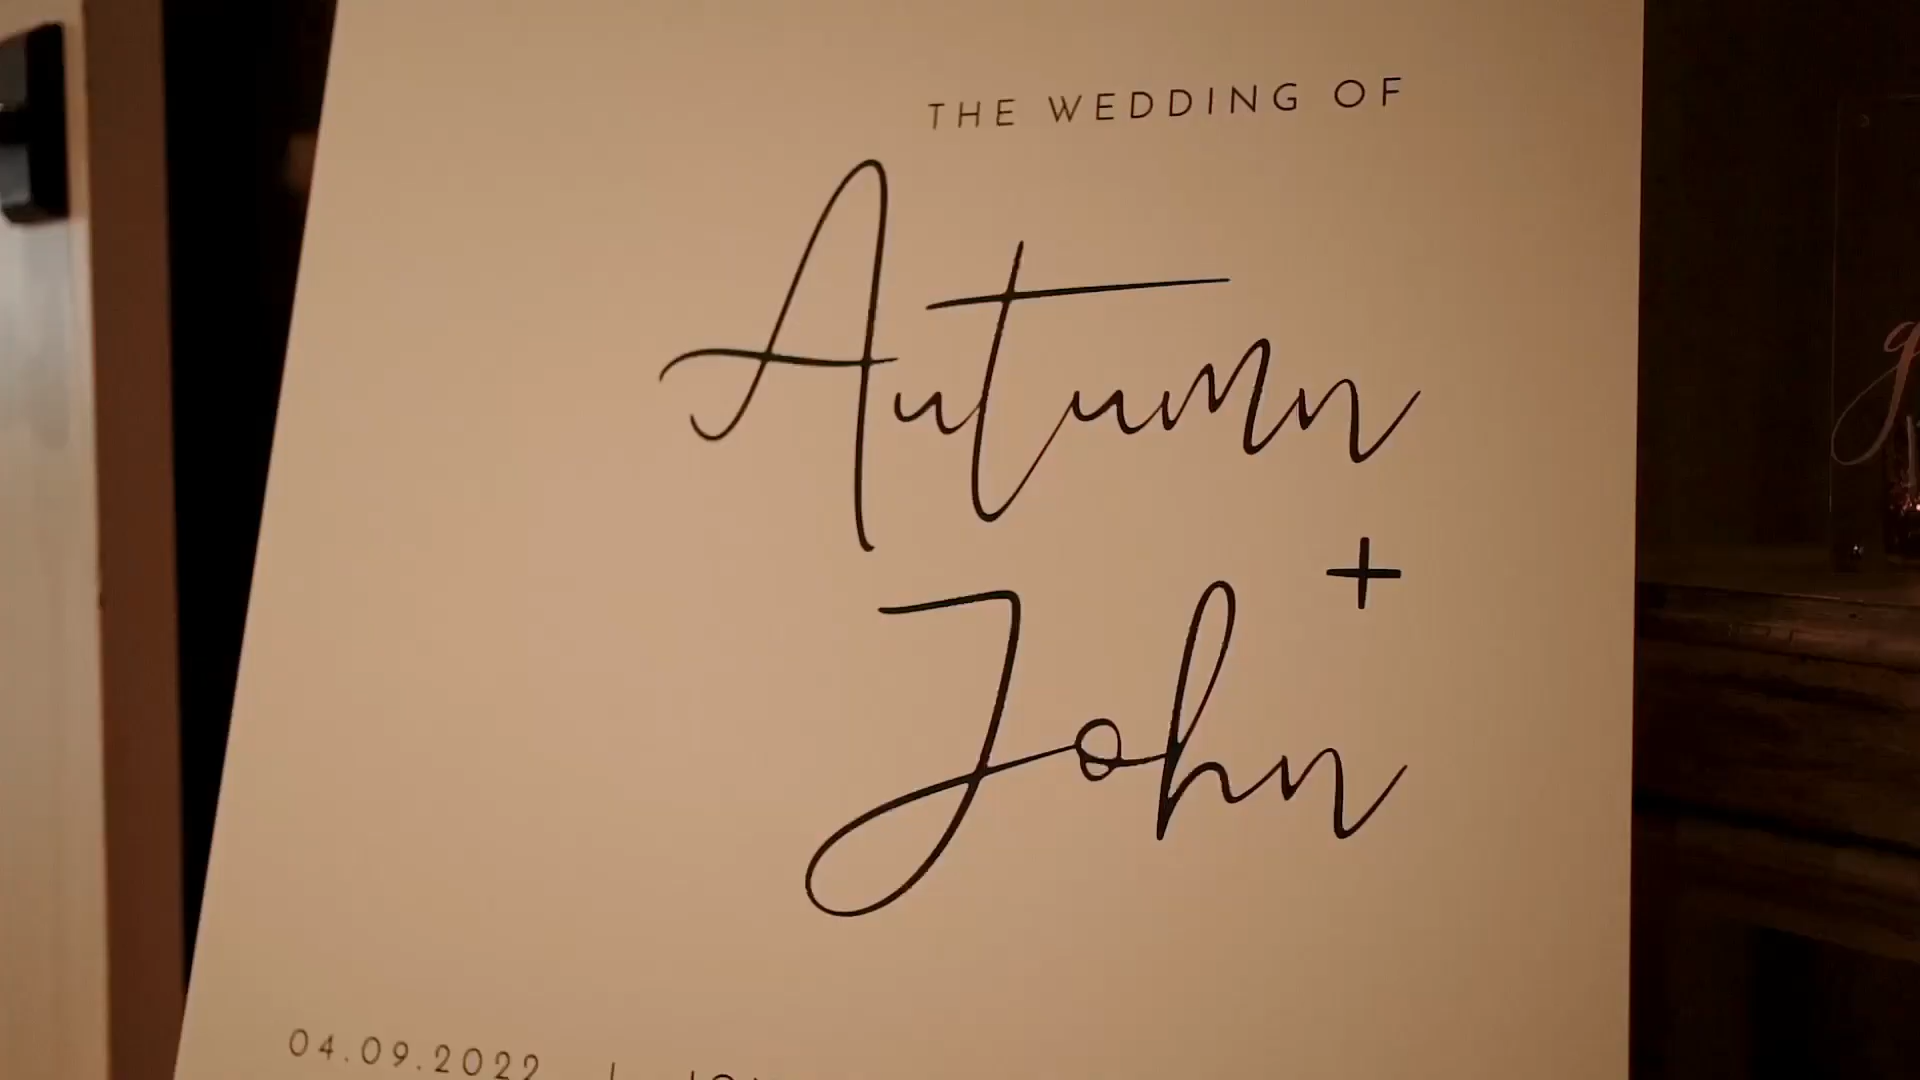 THE WEDDING OF
Autumn
+
John
04.09.2022 |